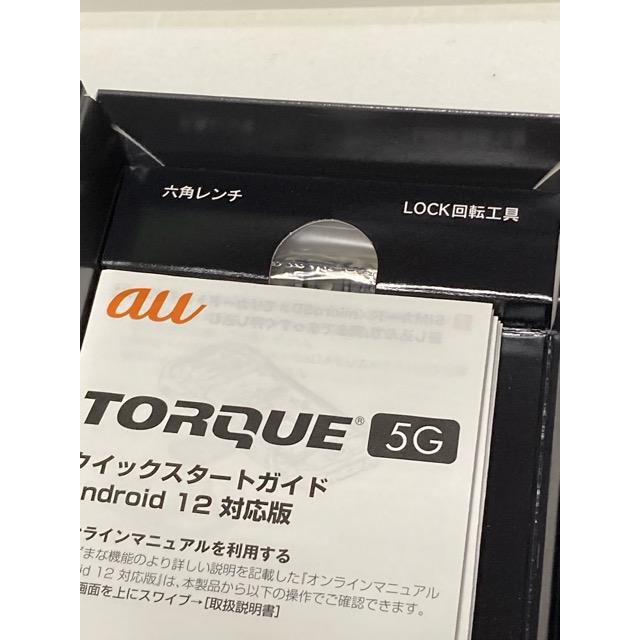 六角レンチ
LOCK回転工具
au
TORQUE® 5G
クイックスタートガイド
ndroid 12 対応版
ンラインマニュアルを利用する
まな機能のより詳しい説明を記載した『オンラインマニュアル
id 12 対応版』は、本製品から以下の操作でご確認できます。
画面を上にスワイプ→[取扱説明書]